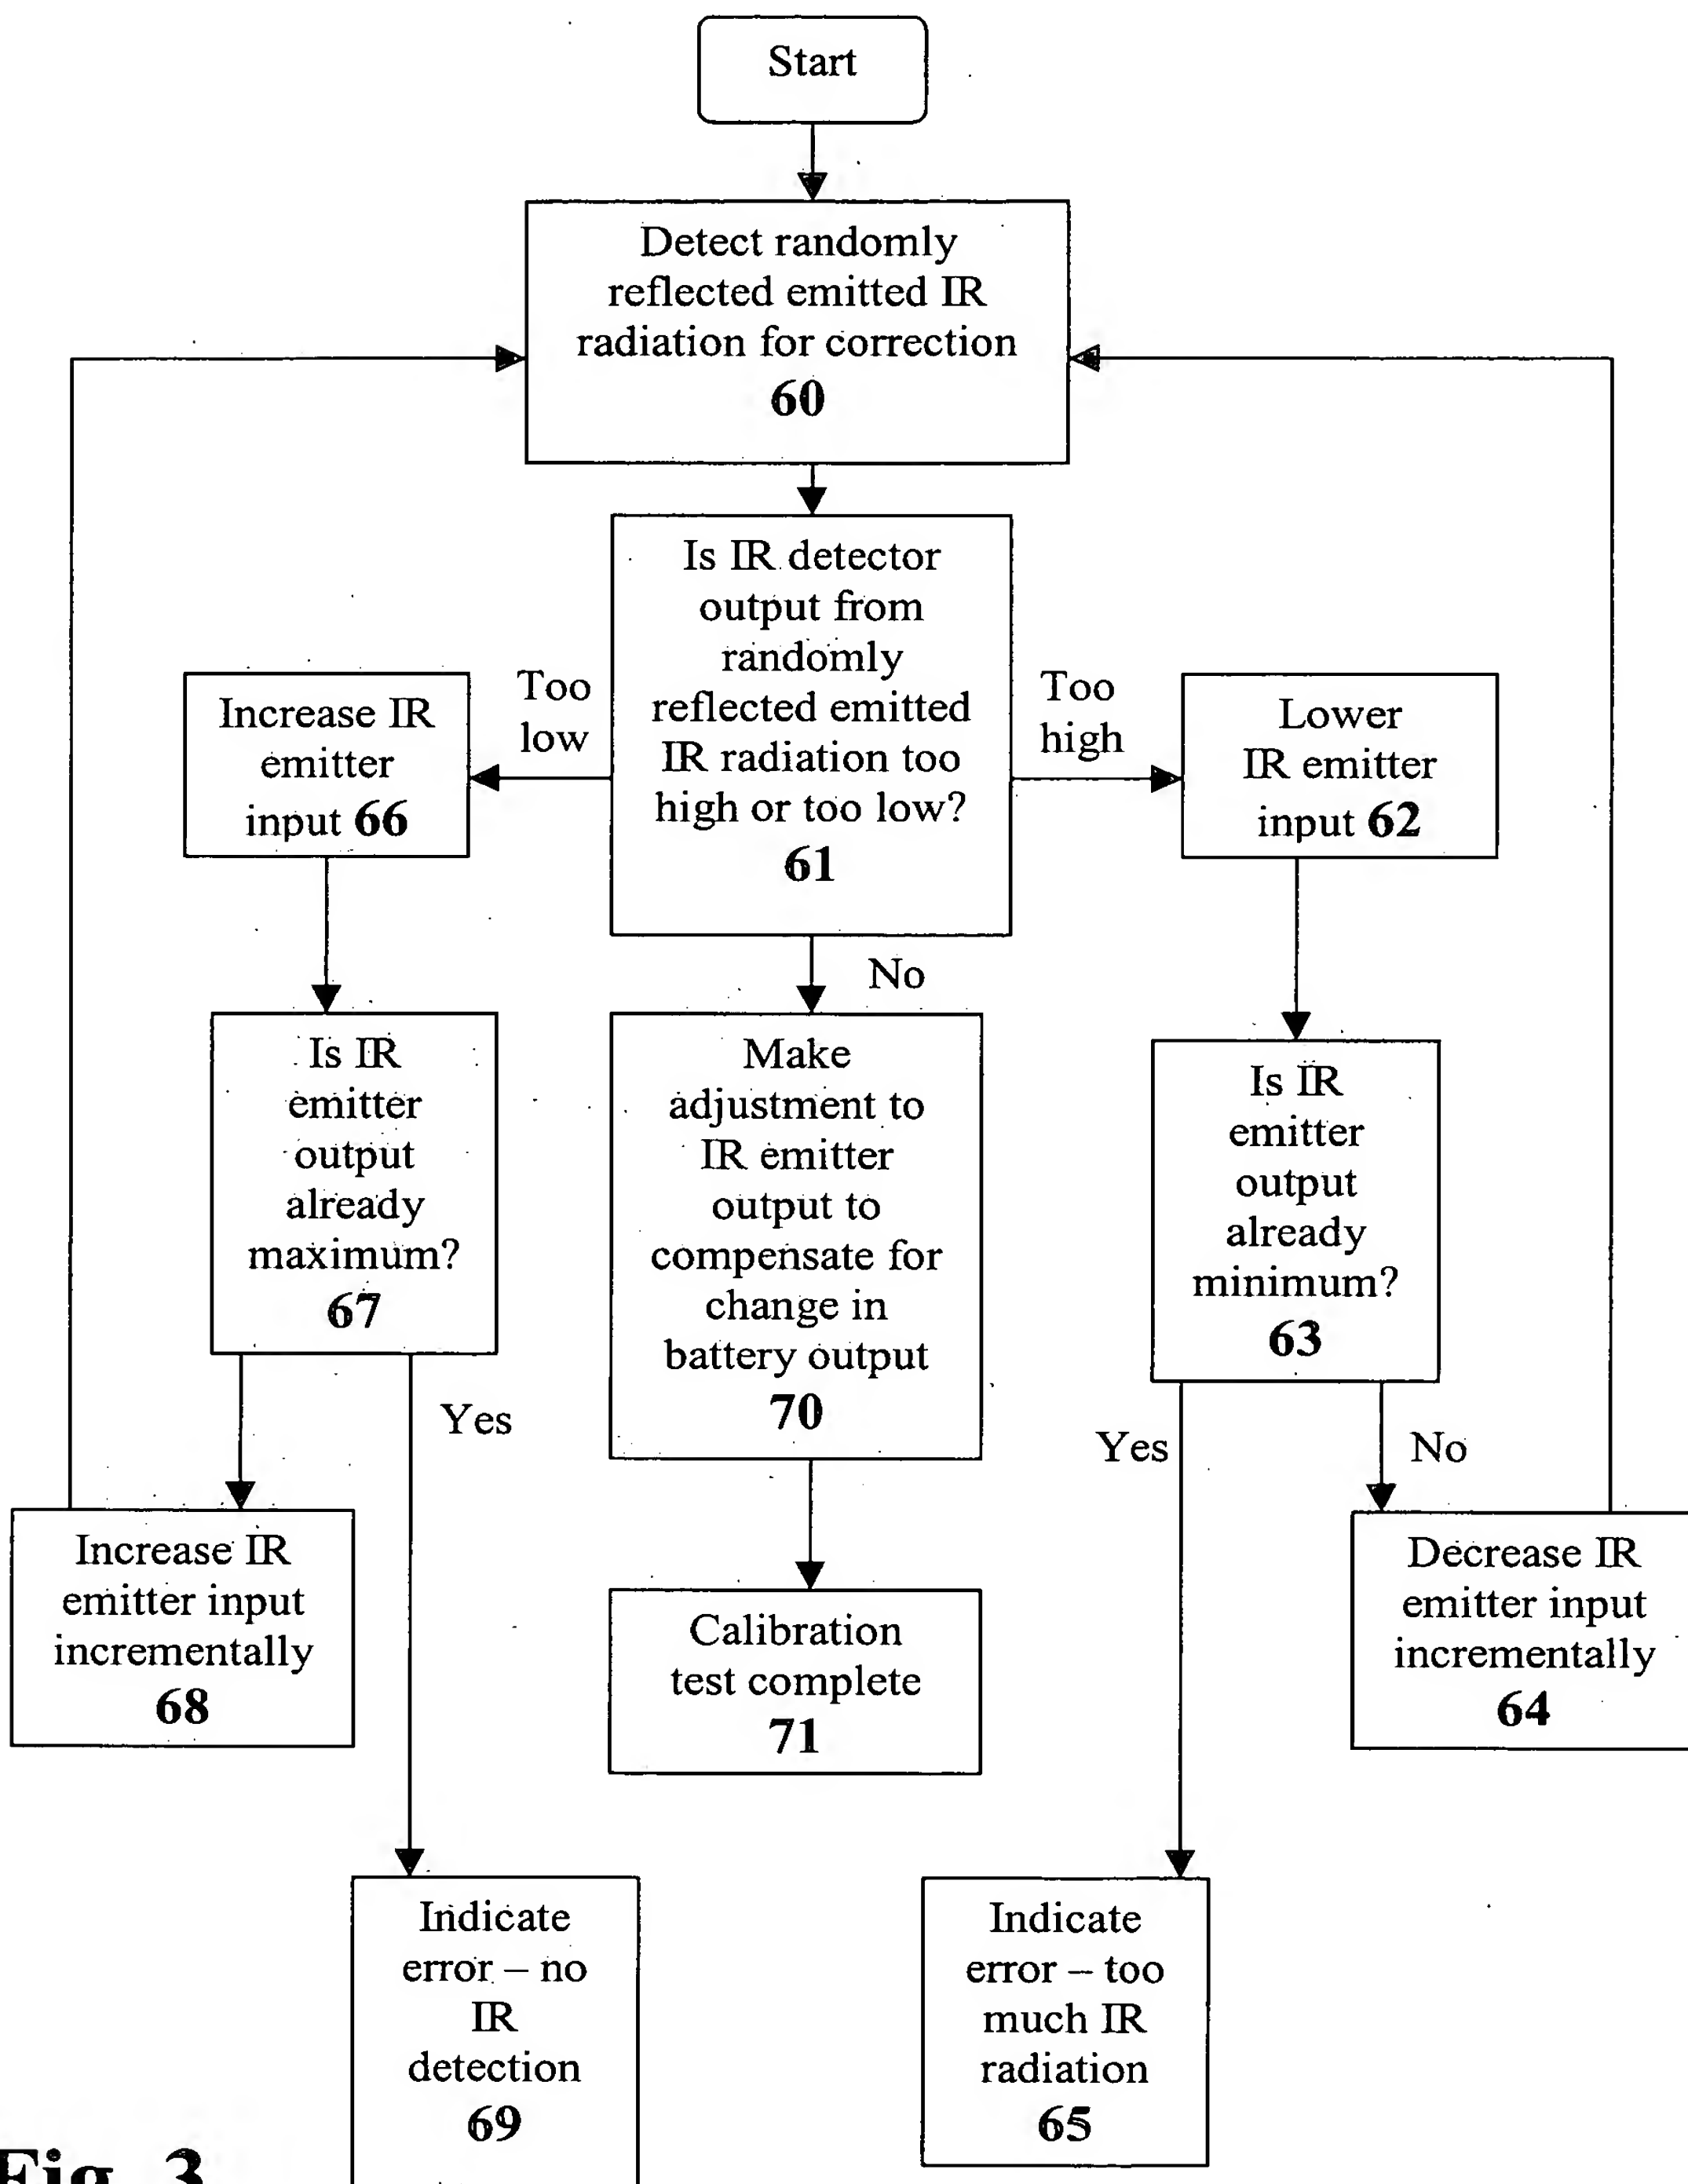 Start
Detect randomly
reflected emitted IR
radiation for correction
60
Is IR detector
output from
randomly
reflected emitted
IR radiation too
high or too low?
61
Too
low
Too
high
Increase IR
emitter
input 66
Lower
IR emitter
input 62
No
Is IR
emitter
output
already
maximum?
67
Make
adjustment to
IR emitter
output to
compensate for
change in
battery output
70
Is IR
emitter
output
already
minimum?
63
Yes
Yes
No
Increase IR
emitter input
incrementally
68
Calibration
test complete
71
Decrease IR
emitter input
incrementally
64
Indicate
error – no
IR
detection
69
Indicate
error – too
much IR
radiation
65
Fig. 3